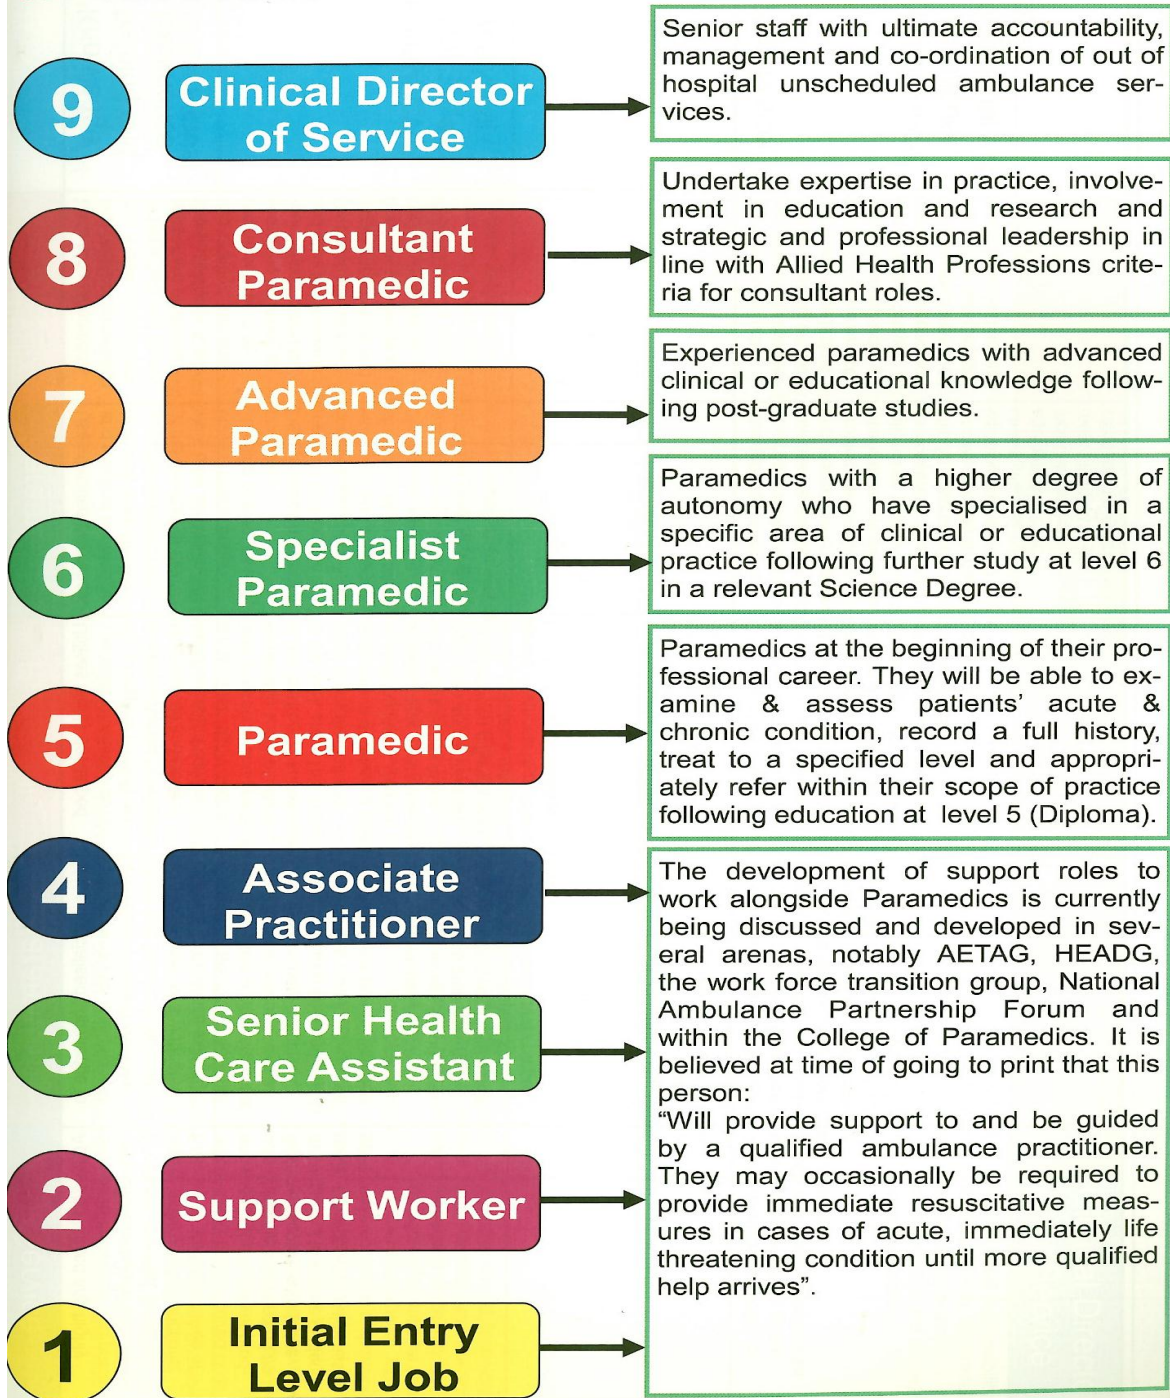 9
Clinical Director
of Service
Senior staff with ultimate accountability,
management and co-ordination of out of
hospital unscheduled ambulance ser-
vices.
8
Consultant
Paramedic
Undertake expertise in practice, involve-
ment in education and research and
strategic and professional leadership in
line with Allied Health Professions crite-
ria for consultant roles.
7
Advanced
Paramedic
Experienced paramedics with advanced
clinical or educational knowledge follow-
ing post-graduate studies.
6
Specialist
Paramedic
Paramedics with a higher degree of
autonomy who have specialised in a
specific area of clinical or educational
practice following further study at level 6
in a relevant Science Degree.
5
Paramedic
Paramedics at the beginning of their pro-
fessional career. They will be able to ex-
amine & assess patients’ acute &
chronic condition, record a full history,
treat to a specified level and appropri-
ately refer within their scope of practice
following education at level 5 (Diploma).
4
Associate
Practitioner
3
Senior Health
Care Assistant
2
Support Worker
1
Initial Entry
Level Job
The development of support roles to
work alongside Paramedics is currently
being discussed and developed in sev-
eral arenas, notably AETAG, HEADG,
the work force transition group, National
Ambulance Partnership Forum and
within the College of Paramedics. It is
believed at time of going to print that this
person:
“Will provide support to and be guided
by a qualified ambulance practitioner.
They may occasionally be required to
provide immediate resuscitative meas-
ures in cases of acute, immediately life
threatening condition until more qualified
help arrives”.